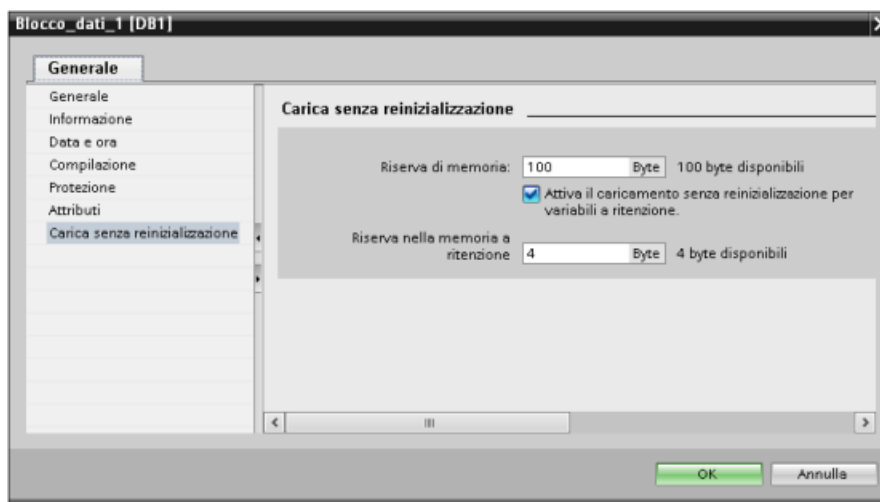 Blocco_dati_1 [DB1]
Generale
Generale
Informazione
Data e ora
Compilazione
Protezione
Attributi
Carica senza reinizializzazione
Carica senza reinizializzazione
Riserva di memoria: 100 Byte 100 byte disponibili
Attiva il caricamento senza reinizializzazione per
variabili a ritenzione.
Riserva nella memoria a
ritenzione 4 Byte 4 byte disponibili
OK Annulla